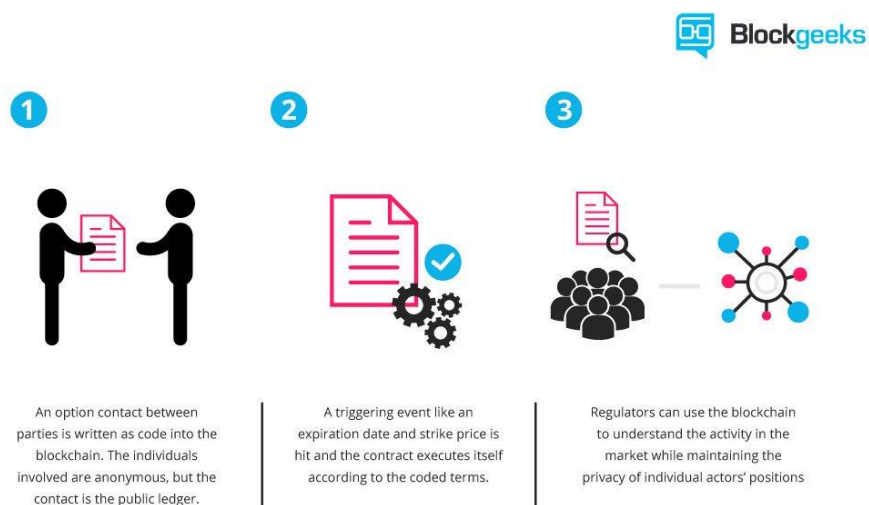 Blockgeeks
1
2
3
An option contact between
parties is written as code into the
blockchain. The individuals
involved are anonymous, but the
contact is the public ledger.
A triggering event like an
expiration date and strike price is
hit and the contract executes itself
according to the coded terms.
Regulators can use the blockchain
to understand the activity in the
market while maintaining the
privacy of individual actors' positions